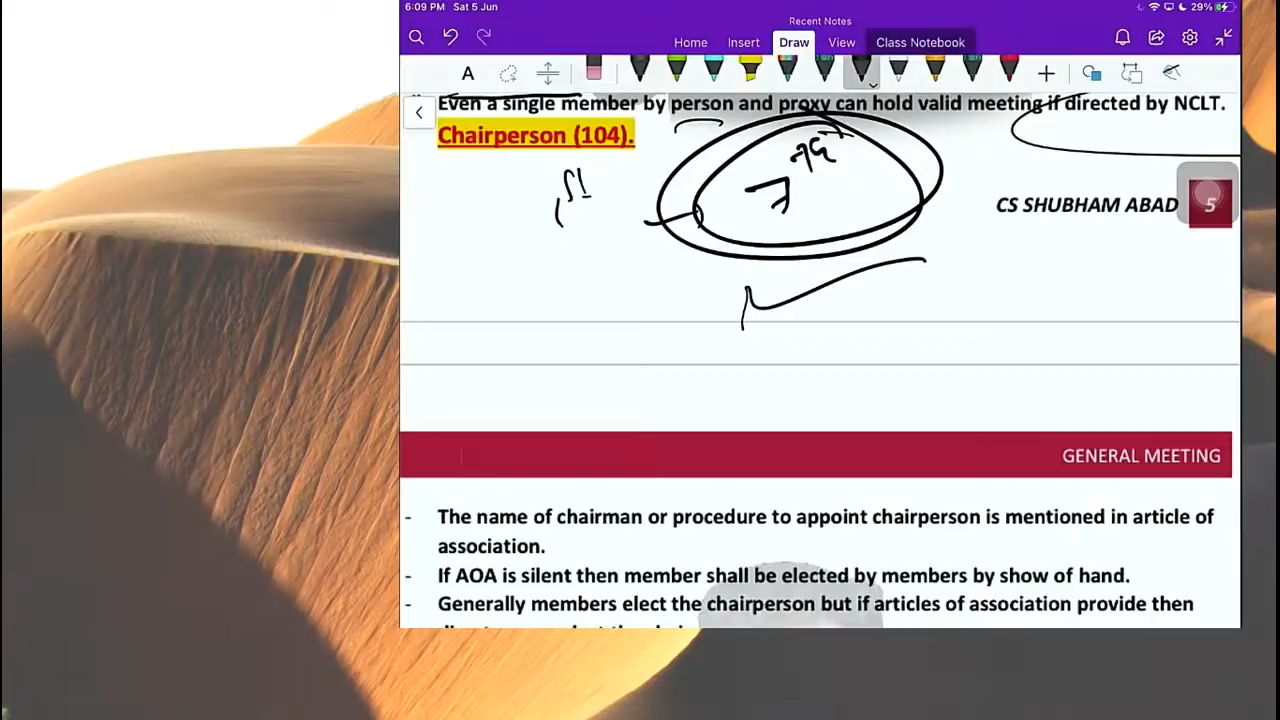 6:09 PM Sat 5 Jun
29%
Recent Notes
Home Insert Draw View Class Notebook
A
Even a single member by person and proxy can hold valid meeting if directed by NCLT.
Chairperson (104).
CS SHUBHAM ABAD 5
GENERAL MEETING
- The name of chairman or procedure to appoint chairperson is mentioned in article of
association.
- If AOA is silent then member shall be elected by members by show of hand.
- Generally members elect the chairperson but if articles of association provide then